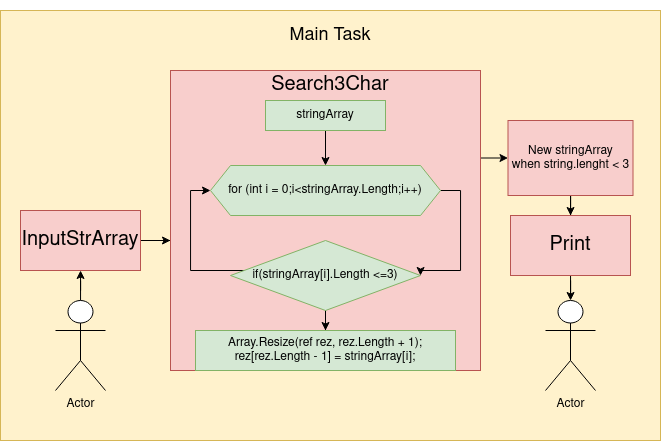 Main Task
Search3Char
stringArray
for (int i = 0;i<stringArray.Length;i++)
if(stringArray[i].Length <=3)
Array.Resize(ref rez, rez.Length + 1);
rez[rez.Length - 1] = stringArray[i];
InputStrArray
Actor
New stringArray
when string.lenght < 3
Print
Actor